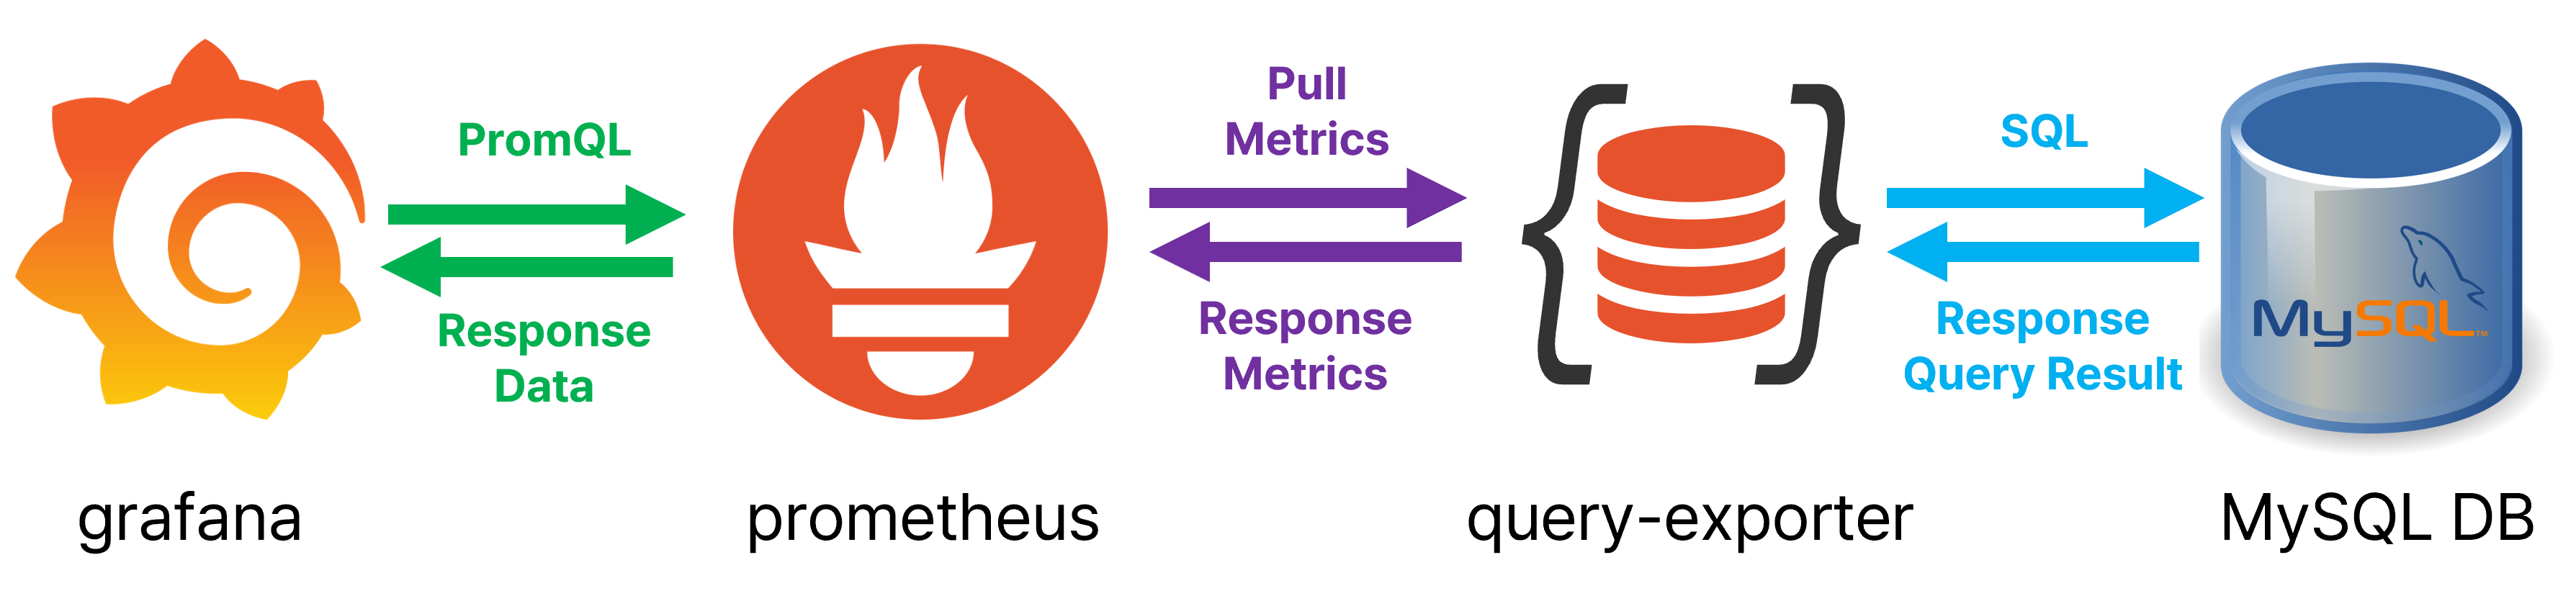 PromQL
Response
Data
Pull
Metrics
Response
Metrics
SQL
Response
Query Result
MySQL™
grafana
prometheus
query-exporter
MySQL DB